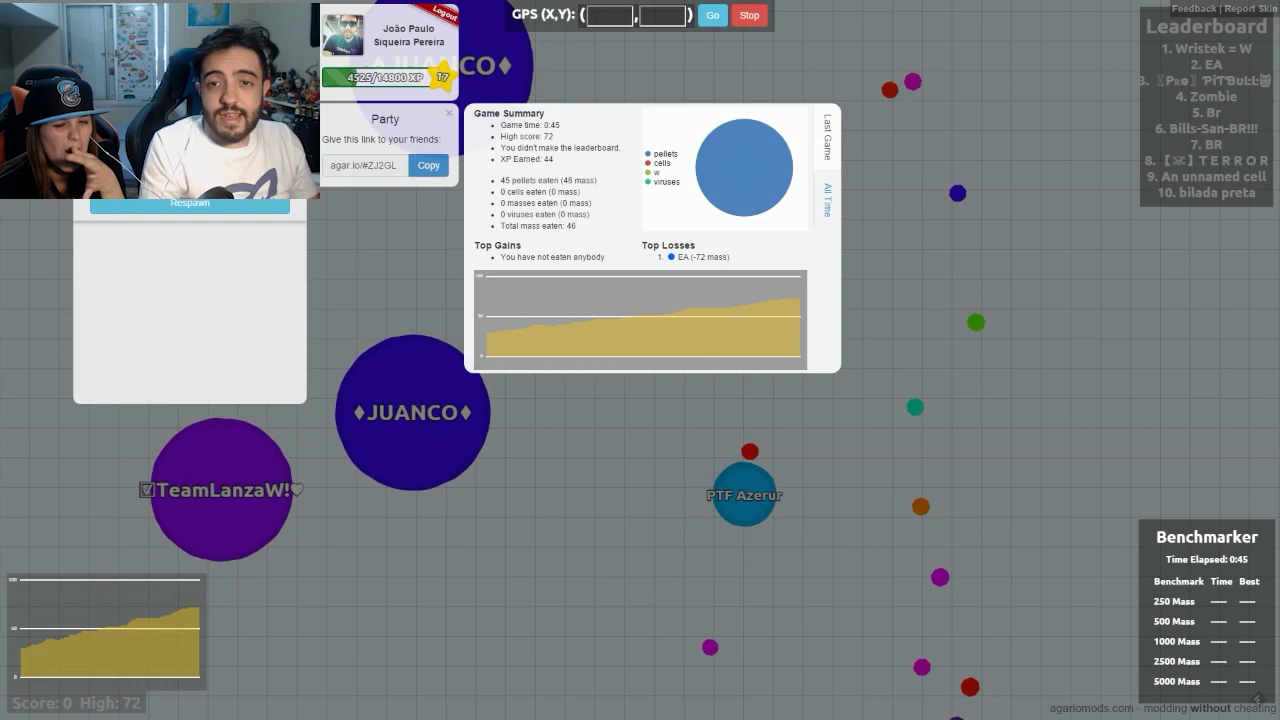 Logout
João Paulo
Siqueira Pereira
4525/14800 XP
17
Party
×
Give this link to your friends:
agar.io/#ZJ2GL
Copy
Respawn
GPS (X,Y): ( , )
Go
Stop
Feedback | Report Skin
Leaderboard
1. Wristek = W
2. EA
4. Zombie
5. Br
6. Bills-San-BR!!!
7. BR
8. 【☠】T E R R O R
9. An unnamed cell
10. bilada preta
Game Summary
Game time: 0:45
High score: 72
You didn't make the leaderboard.
XP Earned: 44
45 pellets eaten (46 mass)
0 cells eaten (0 mass)
0 masses eaten (0 mass)
0 viruses eaten (0 mass)
Total mass eaten: 46
pellets
cells
w
viruses
Last Game
All Time
Top Gains
You have not eaten anybody
Top Losses
1. EA (-72 mass)
100
50
0
♦JUANCO♦
♦JUANCO♦
☑TeamLanzaW!♥
PTF Azerur
100
50
0
Score: 0 High: 72
Benchmarker
Time Elapsed: 0:45
Benchmark Time Best
250 Mass ---- ----
500 Mass ---- ----
1000 Mass ---- ----
2500 Mass ---- ----
5000 Mass ---- ----
agariomods.com - modding without cheating